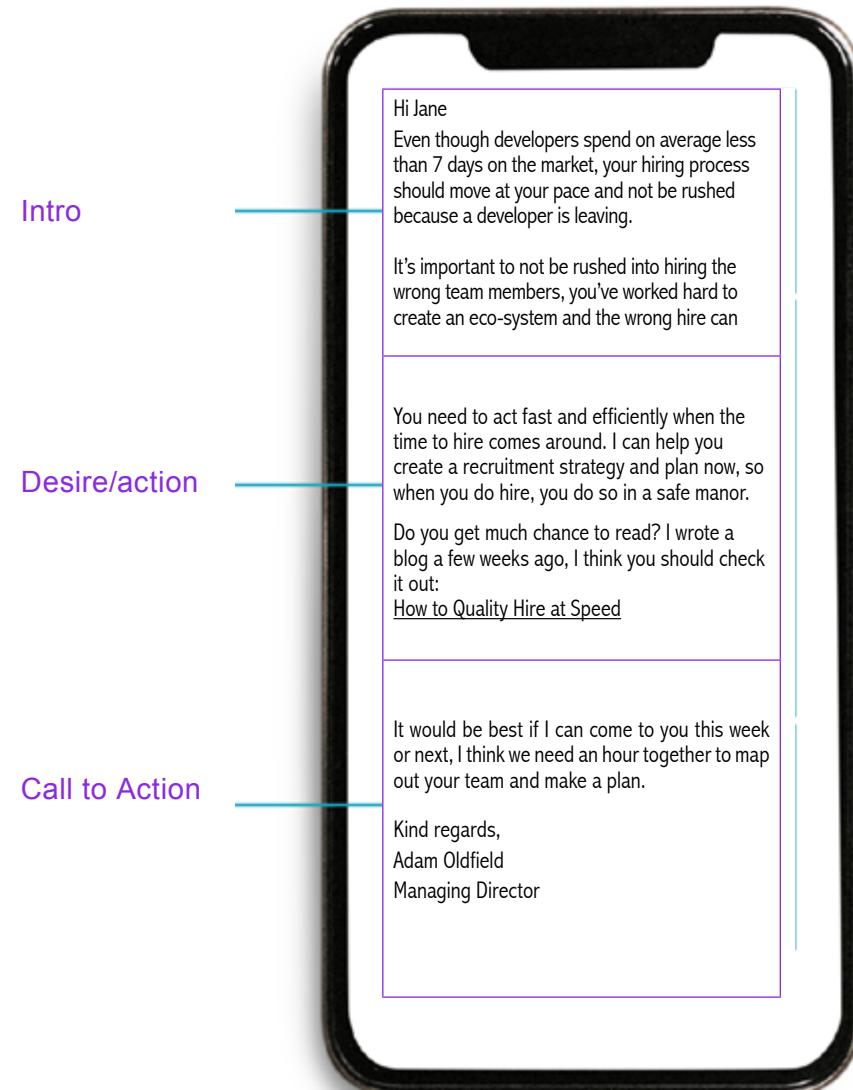 Intro
Hi Jane
Even though developers spend on average less
than 7 days on the market, your hiring process
should move at your pace and not be rushed
because a developer is leaving.
It's important to not be rushed into hiring the
wrong team members, you've worked hard to
create an eco-system and the wrong hire can
Desire/action
You need to act fast and efficiently when the
time to hire comes around. I can help you
create a recruitment strategy and plan now, so
when you do hire, you do so in a safe manor.
Do you get much chance to read? I wrote a
blog a few weeks ago, I think you should check
it out:
How to Quality Hire at Speed
Call to Action
It would be best if I can come to you this week
or next, I think we need an hour together to map
out your team and make a plan.
Kind regards,
Adam Oldfield
Managing Director